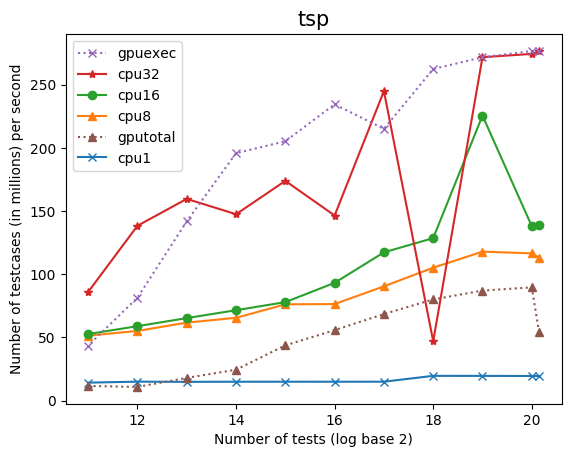 tsp
gpuexec
cpu32
cpu16
cpu8
gputotal
cpu1
Number of testcases (in millions) per second
250
200
150
100
50
0
12
14
16
18
20
Number of tests (log base 2)